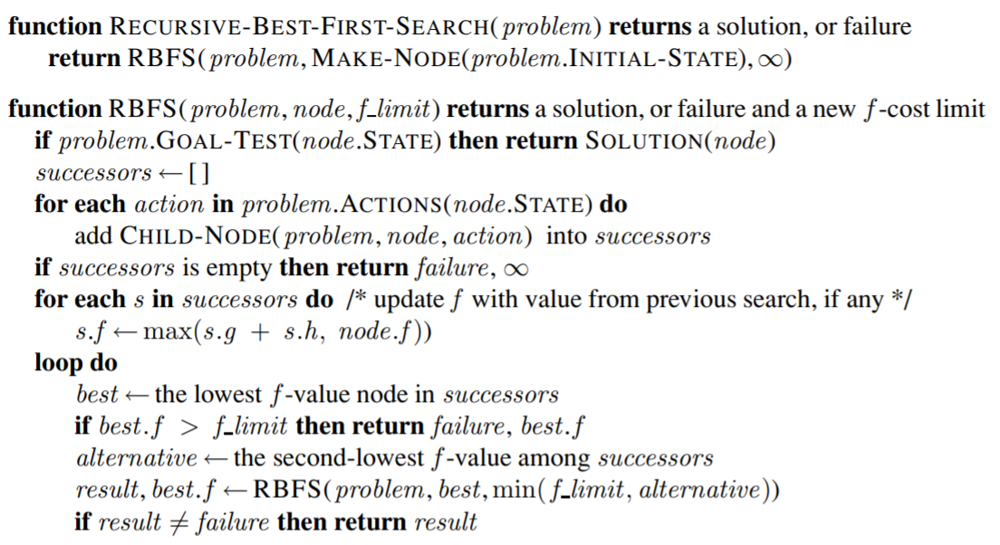 function RECURSIVE-BEST-FIRST-SEARCH(problem) returns a solution, or failure
return RBFS(problem, MAKE-NODE(problem.INITIAL-STATE), ∞)
function RBFS(problem, node, f_limit) returns a solution, or failure and a new f-cost limit
if problem.GOAL-TEST(node.STATE) then return SOLUTION(node)
successors ← [ ]
for each action in problem.ACTIONS(node.STATE) do
add CHILD-NODE(problem, node, action) into successors
if successors is empty then return failure, ∞
for each s in successors do /* update f with value from previous search, if any */
s.f ← max(s.g + s.h, node.f))
loop do
best ← the lowest f-value node in successors
if best.f > f_limit then return failure, best.f
alternative ← the second-lowest f-value among successors
result, best.f ← RBFS(problem, best, min(f_limit, alternative))
if result ≠ failure then return result